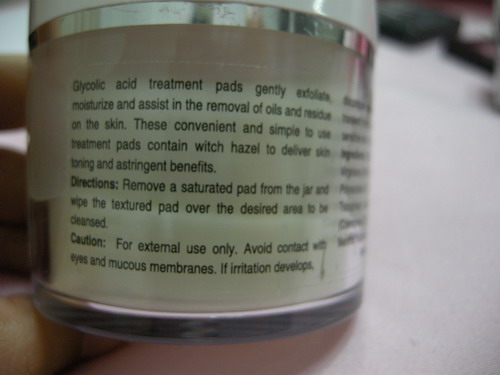 Glycolic acid treatment pads gently exfoliate,
moisturize and assist in the removal of oils and residue
on the skin. These convenient and simple to use
treatment pads contain witch hazel to deliver skin
toning and astringent benefits.
Directions: Remove a saturated pad from the jar and
wipe the textured pad over the desired area to be
cleansed.
Caution: For external use only. Avoid contact with
eyes and mucous membranes. If irritation develops,